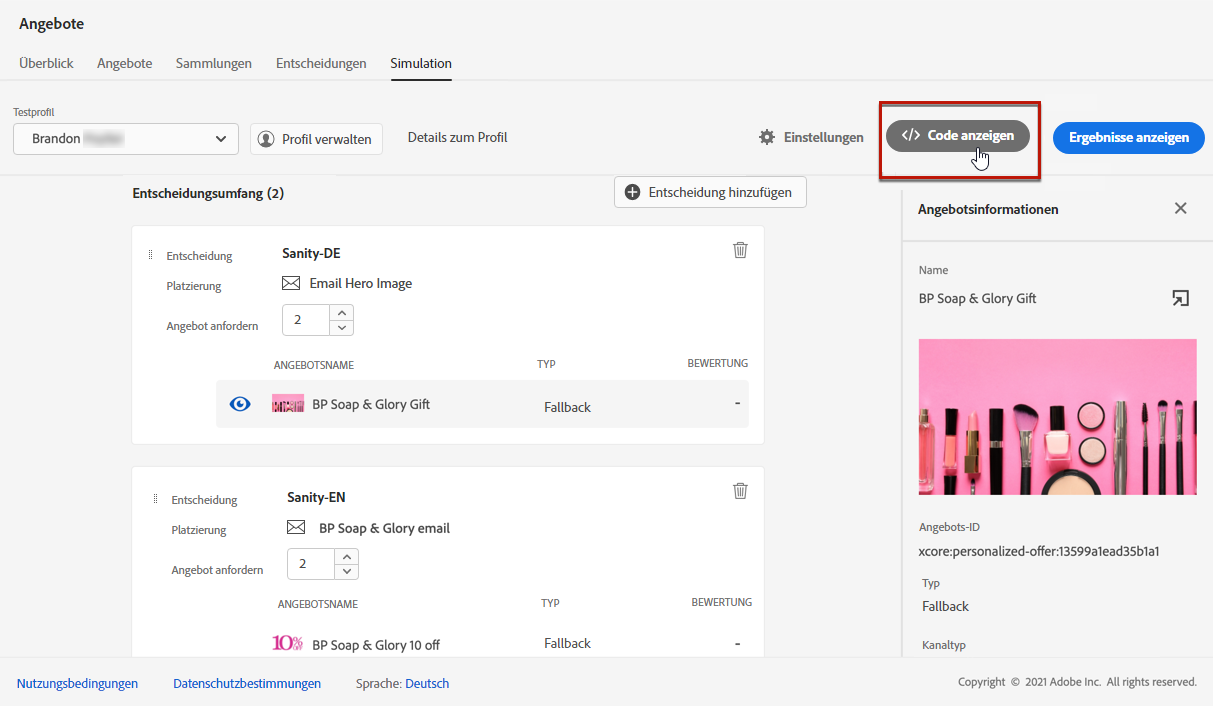 Angebote
Überblick Angebote Sammlungen Entscheidungen Simulation
Testprofil
Brandon
Profil verwalten
Details zum Profil
Einstellungen
</> Code anzeigen
Ergebnisse anzeigen
Entscheidungsumfang (2)
Entscheidung hinzufügen
Entscheidung Sanity-DE
Platzierung Email Hero Image
Angebot anfordern 2
ANGEBOTSNAME TYP BEWERTUNG
BP Soap & Glory Gift Fallback -
Entscheidung Sanity-EN
Platzierung BP Soap & Glory email
Angebot anfordern 2
ANGEBOTSNAME TYP BEWERTUNG
10% BP Soap & Glory 10 off Fallback -
Angebotsinformationen
Name
BP Soap & Glory Gift
Angebots-ID
xcore:personalized-offer:13599a1ead35b1a1
Typ
Fallback
Kanaltyp
Nutzungsbedingungen Datenschutzbestimmungen Sprache: Deutsch
Copyright © 2021 Adobe Inc. All rights reserved.